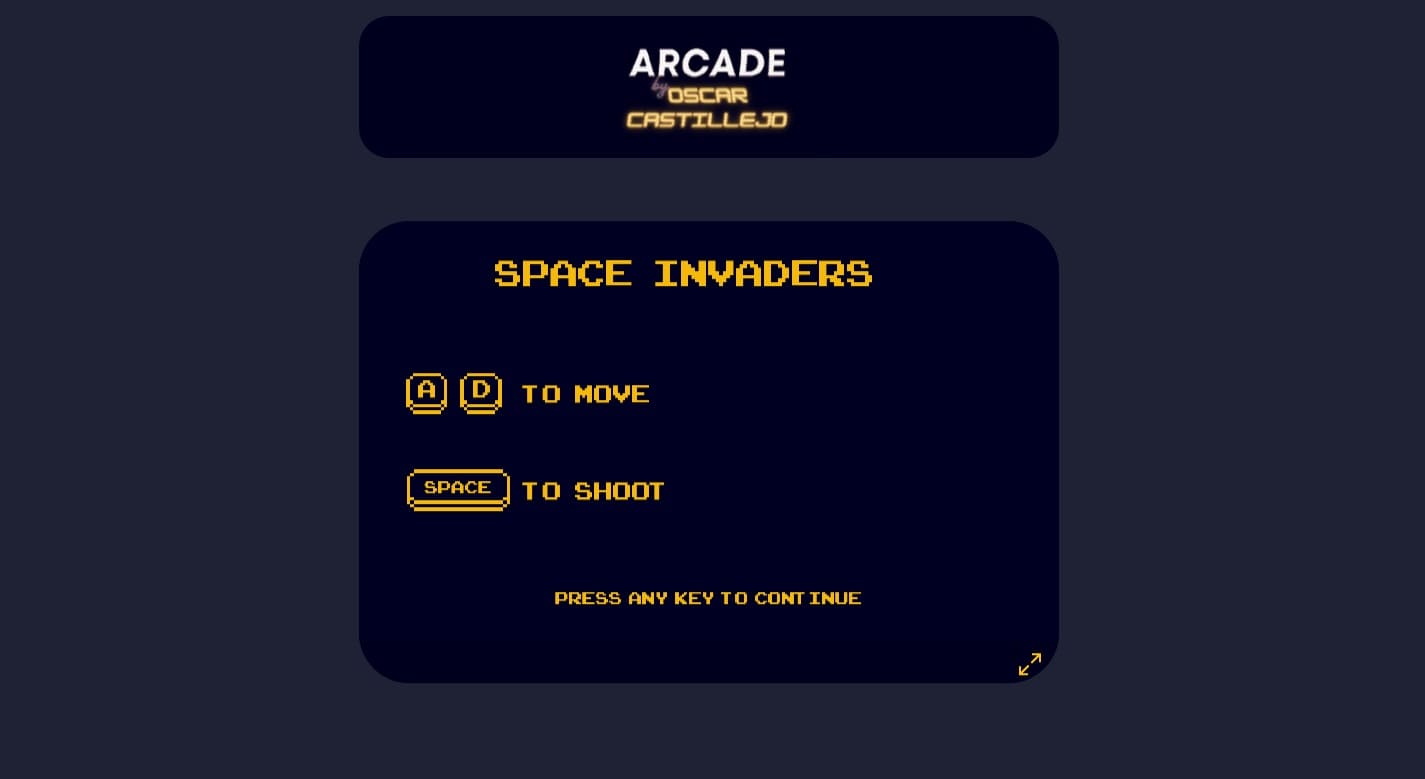 ARCADE
by OSCAR
CASTILLEJO
SPACE INVADERS
A D TO MOVE
SPACE TO SHOOT
PRESS ANY KEY TO CONTINUE